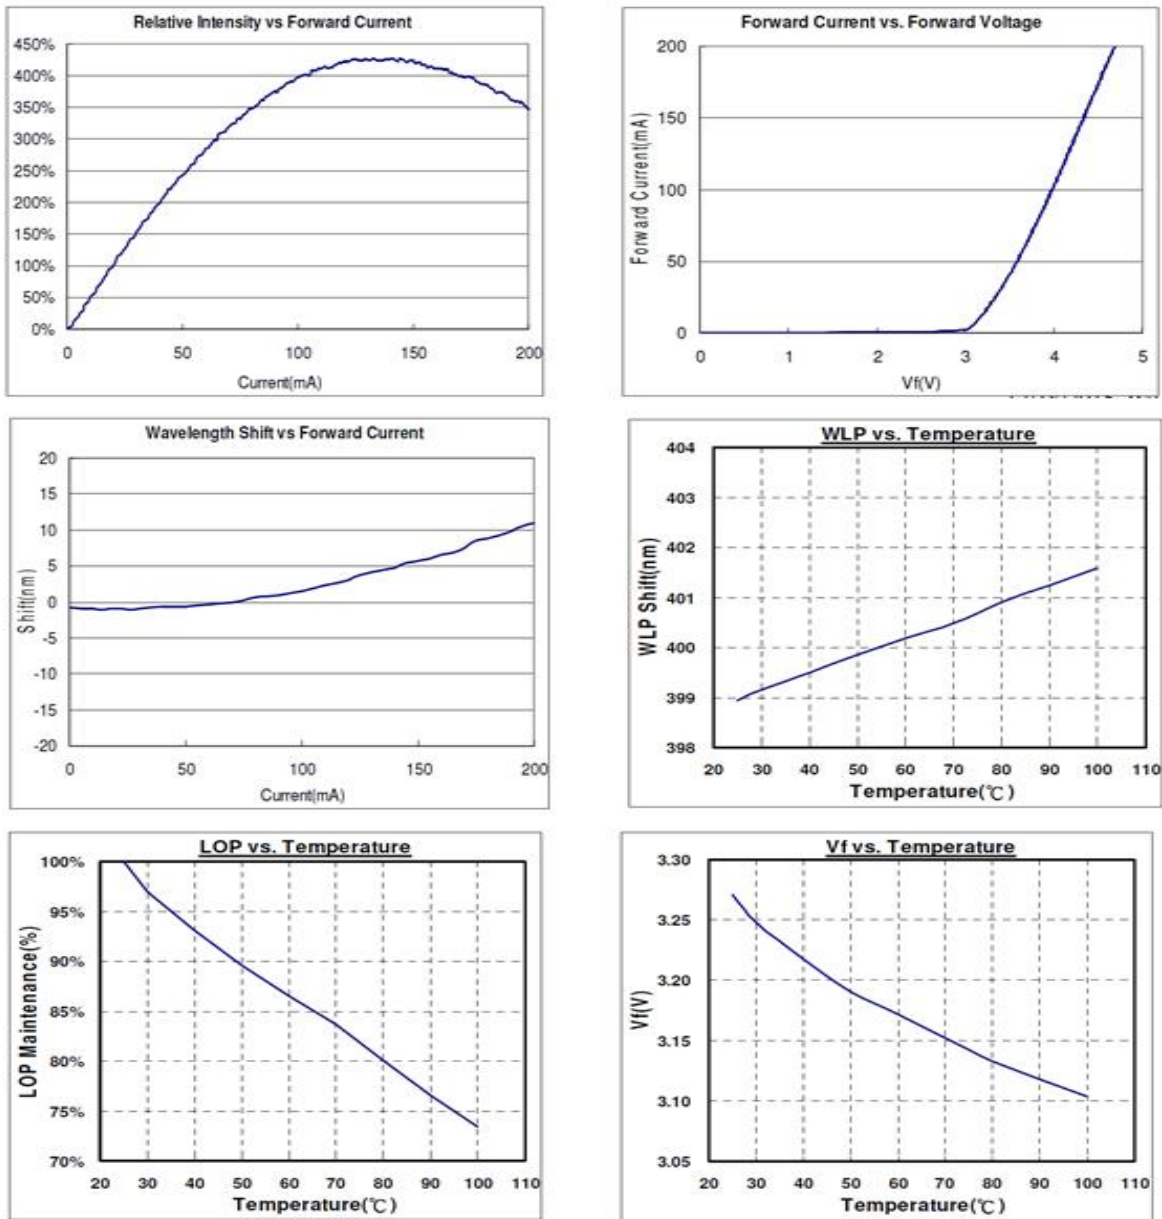 Relative Intensity vs Forward Current
450%
400%
350%
300%
250%
200%
150%
100%
50%
0%
0 50 100 150 200
Current(mA)
Forward Current vs. Forward Voltage
Forward Current(mA)
200
150
100
50
0
0 1 2 3 4 5
Vf(V)
Wavelength Shift vs Forward Current
Shift(nm)
20
15
10
5
0
-5
-10
-15
-20
0 50 100 150 200
Current(mA)
WLP vs. Temperature
WLP Shift(nm)
404
403
402
401
400
399
398
20 30 40 50 60 70 80 90 100 110
Temperature(℃)
LOP vs. Temperature
LOP Maintenance(%)
100%
95%
90%
85%
80%
75%
70%
20 30 40 50 60 70 80 90 100 110
Temperature(℃)
Vf vs. Temperature
Vf(V)
3.30
3.25
3.20
3.15
3.10
3.05
20 30 40 50 60 70 80 90 100 110
Temperature(℃)